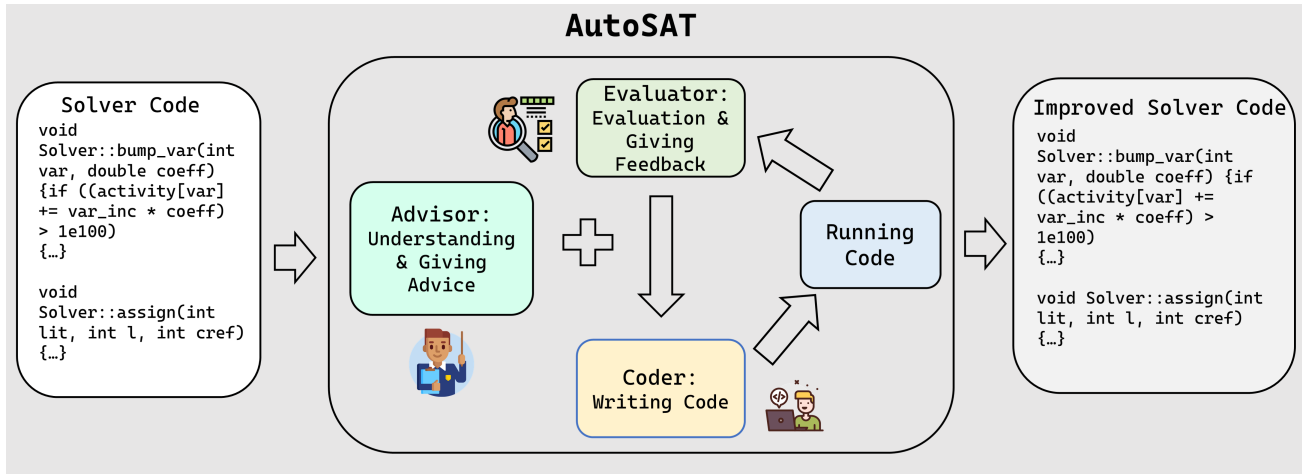 AutoSAT
Solver Code
void
Solver::bump_var(int
var, double coeff)
{if ((activity[var]
+= var_inc * coeff)
> 1e100)
{…}
void
Solver::assign(int
lit, int l, int cref)
{…}
Advisor:
Understanding
& Giving
Advice
Evaluator:
Evaluation &
Giving
Feedback
Coder:
Writing Code
</>
Running
Code
Improved Solver Code
void
Solver::bump_var(int
var, double coeff) {if
((activity[var] +=
var_inc * coeff) >
1e100)
{…}
void Solver::assign(int
lit, int l, int cref)
{…}